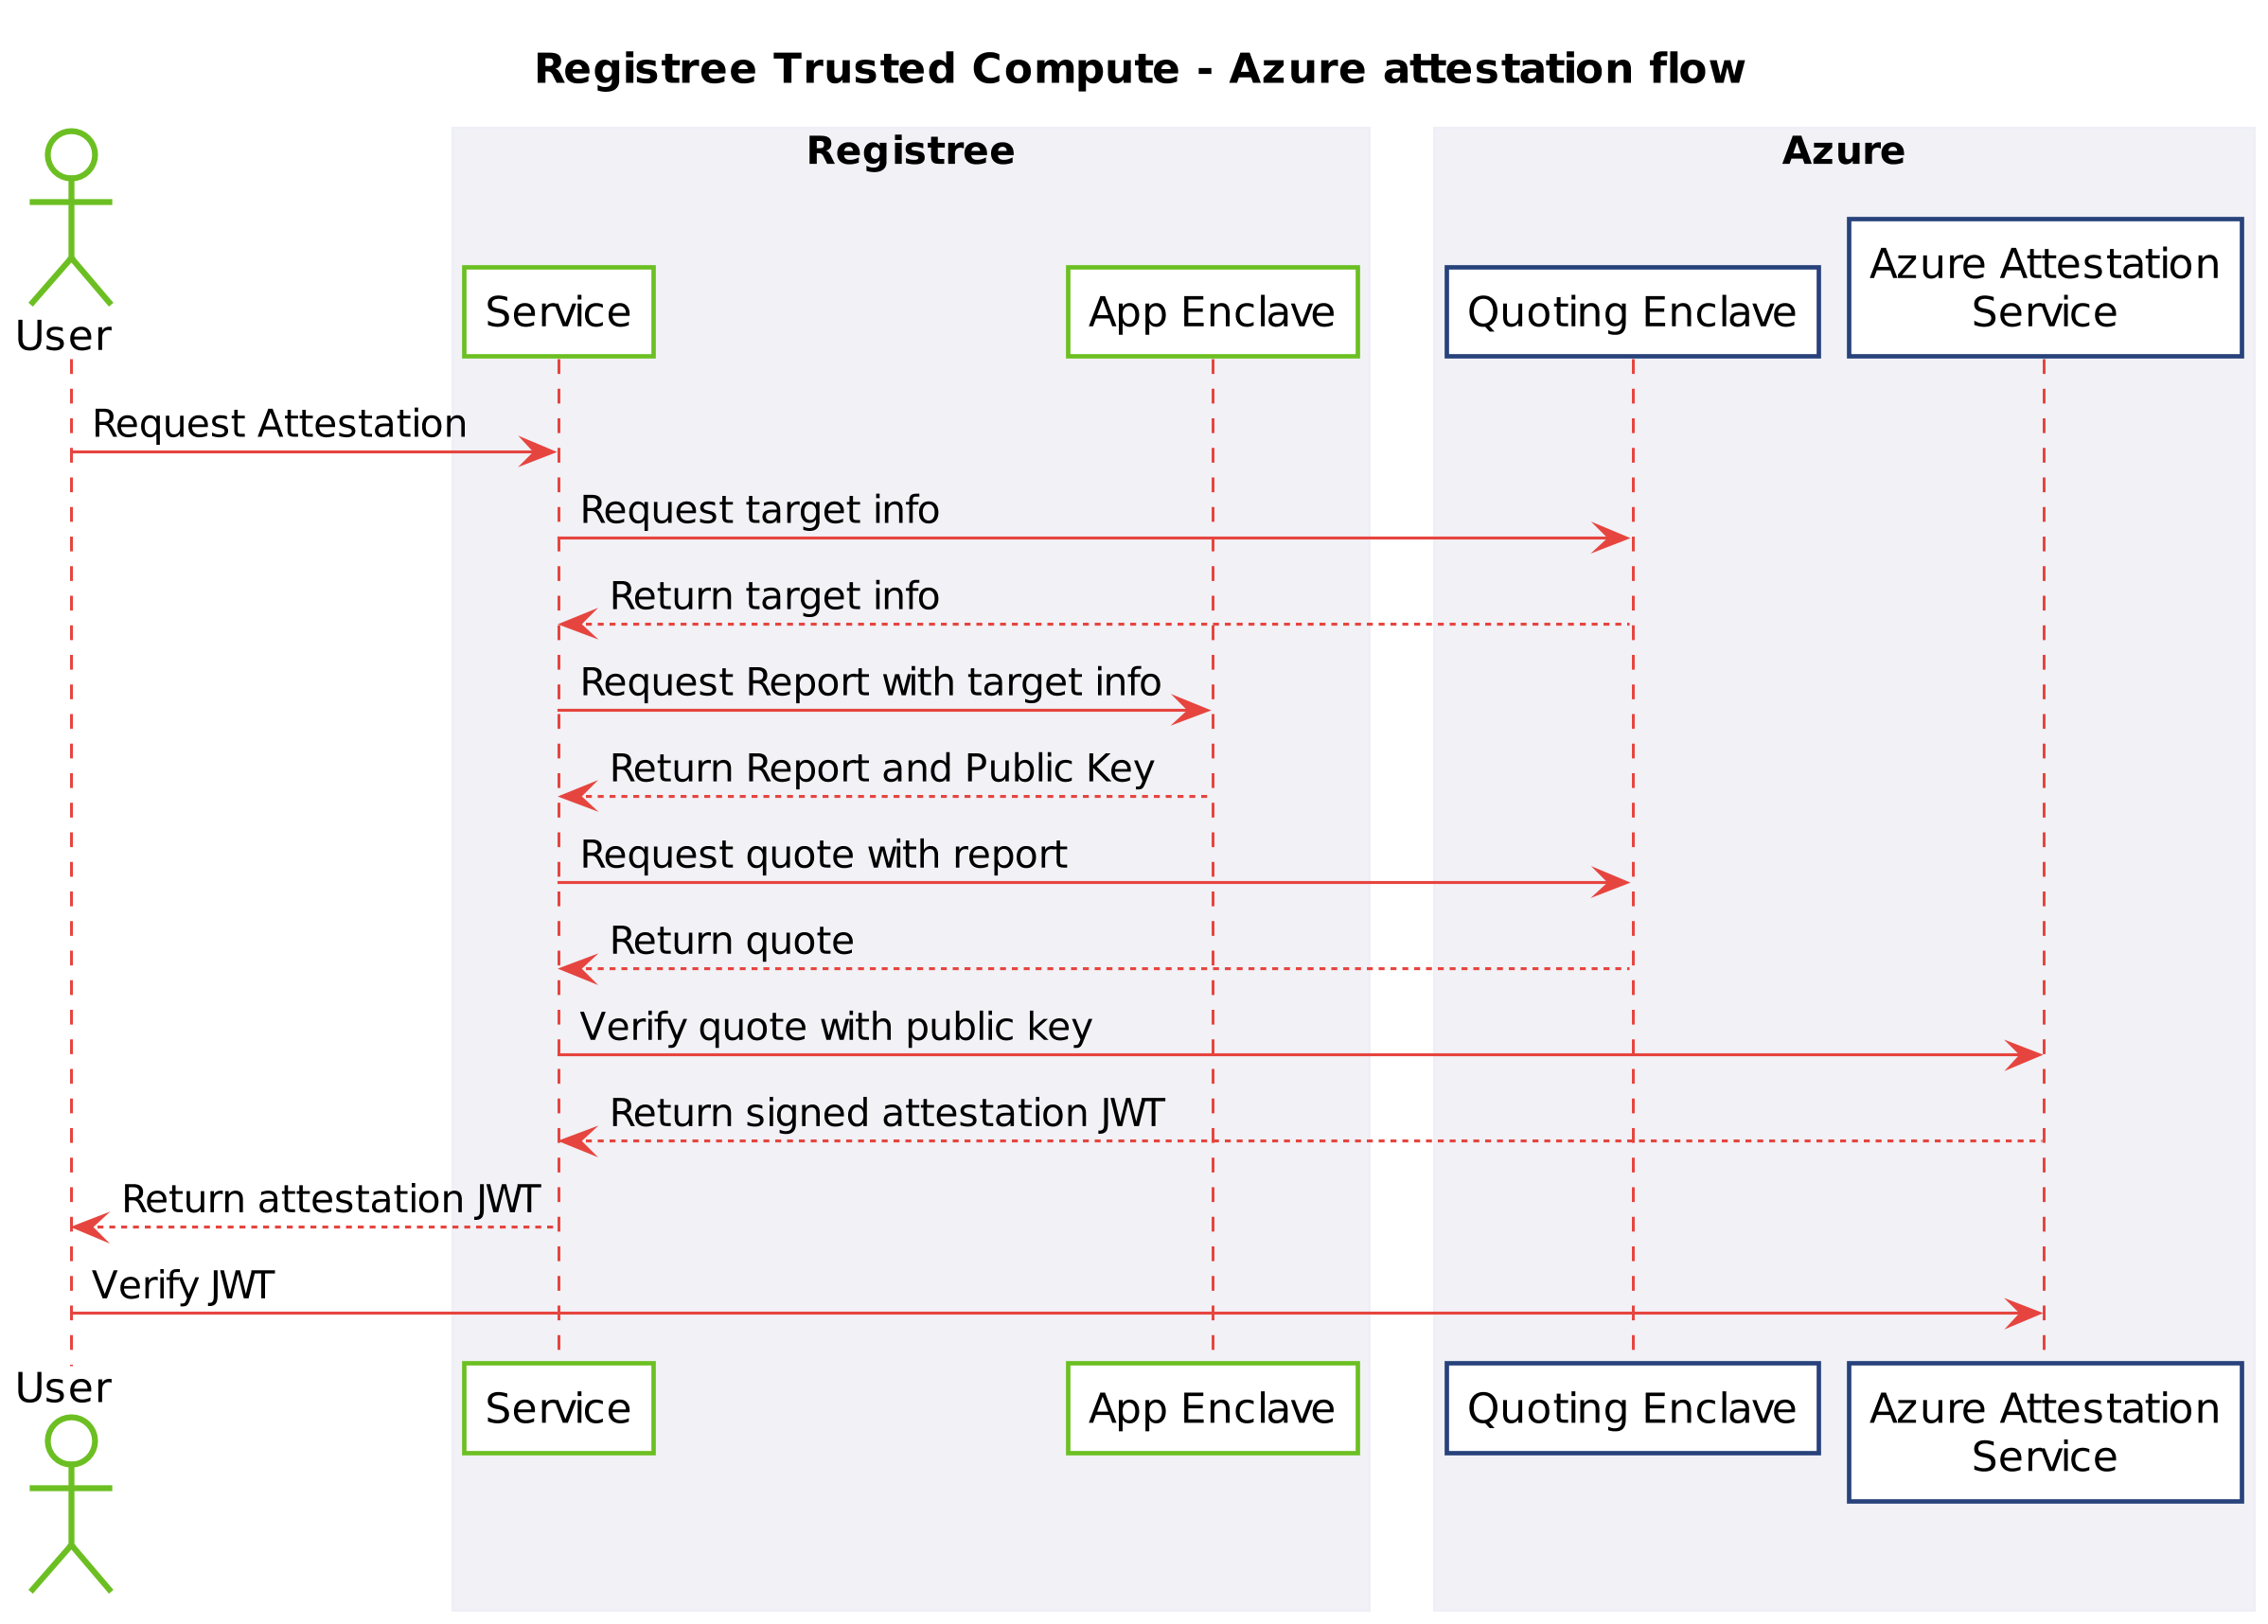 Registree Trusted Compute - Azure attestation flow
Registree
Azure
User
Service
App Enclave
Quoting Enclave
Azure Attestation
Service
Request Attestation
Request target info
Return target info
Request Report with target info
Return Report and Public Key
Request quote with report
Return quote
Verify quote with public key
Return signed attestation JWT
Return attestation JWT
Verify JWT
User
Service
App Enclave
Quoting Enclave
Azure Attestation
Service